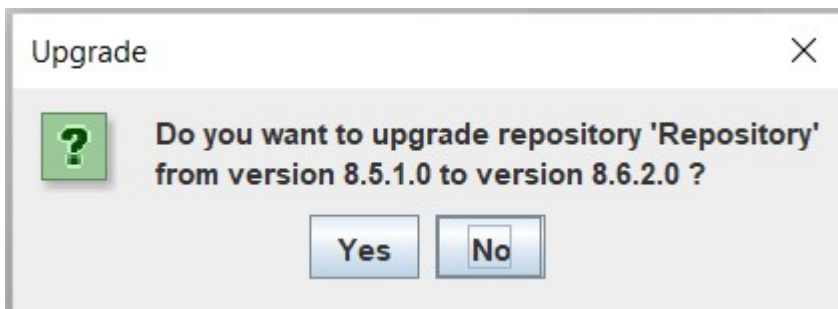 Upgrade
?
Do you want to upgrade repository 'Repository'
from version 8.5.1.0 to version 8.6.2.0 ?
Yes No